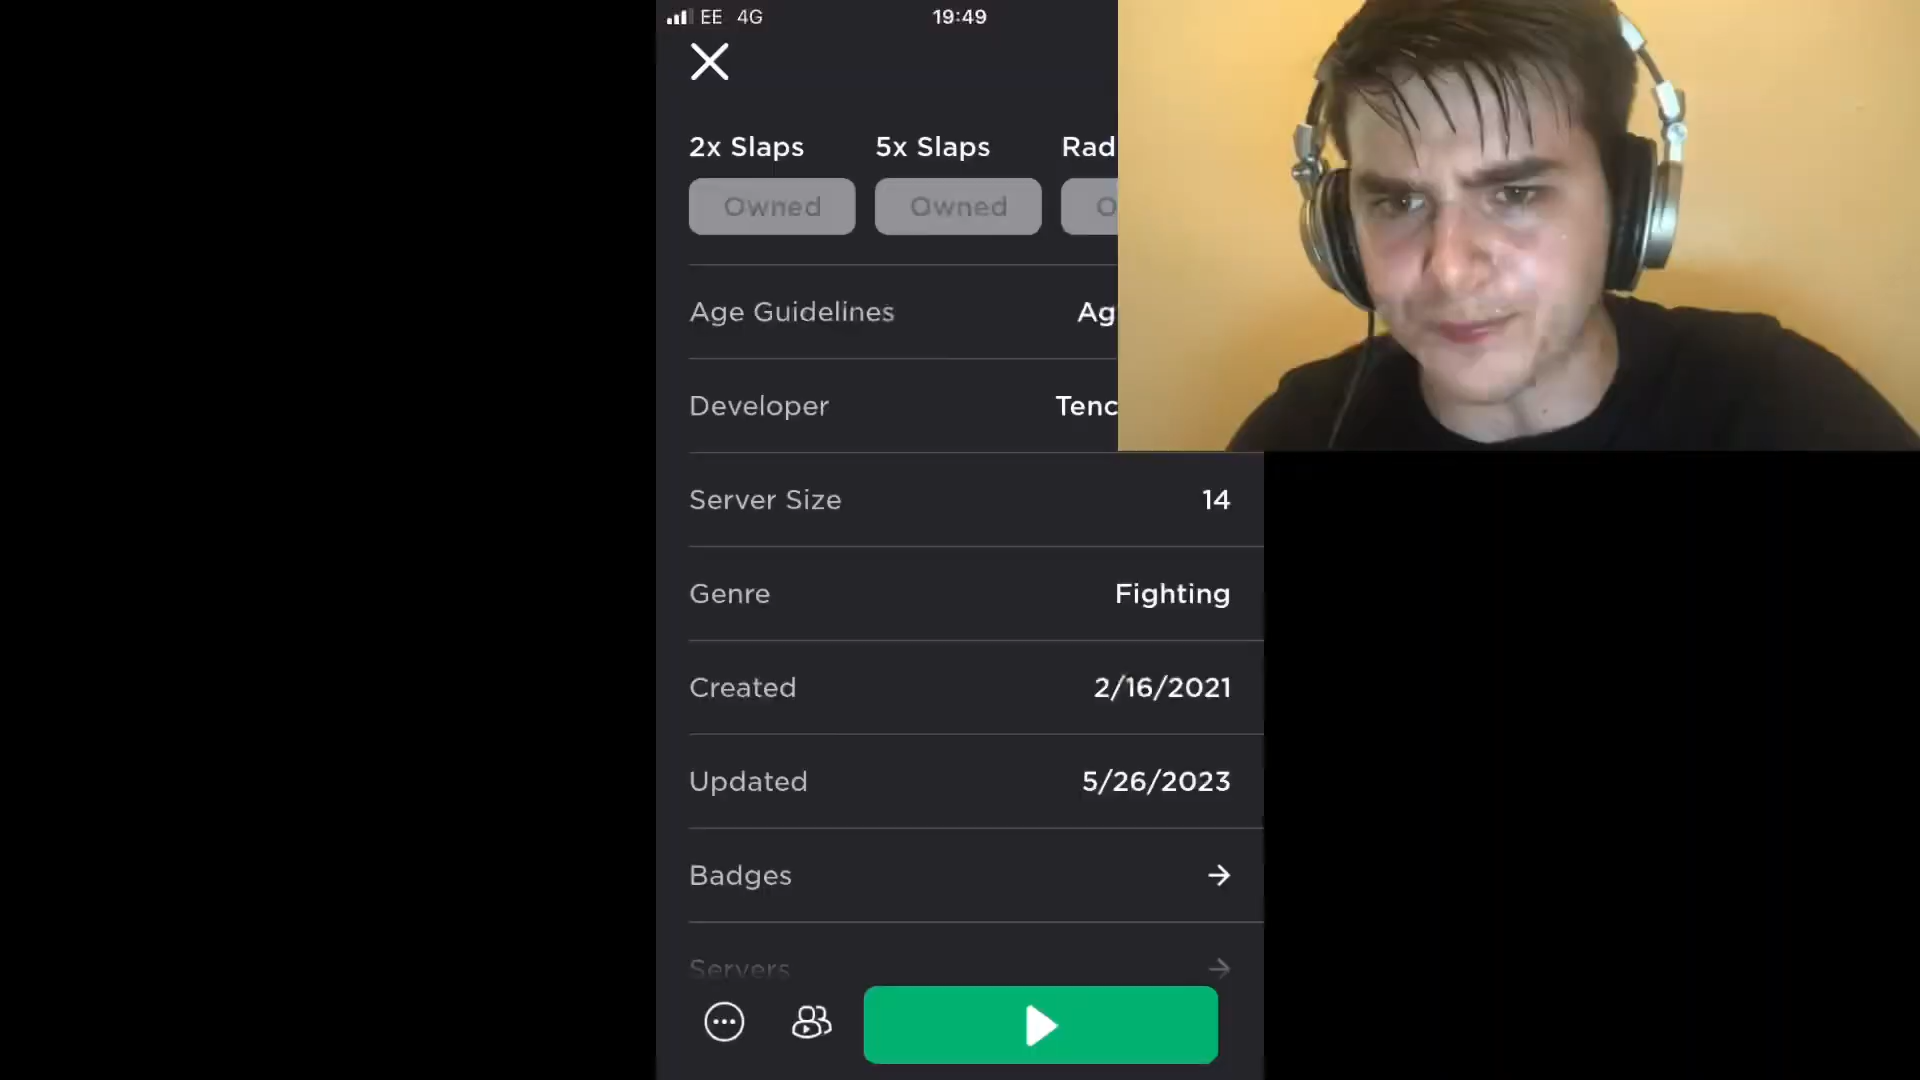 EE 4G 19:49
2x Slaps 5x Slaps Rad
Owned Owned
Age Guidelines Ag
Developer Tenc
Server Size 14
Genre Fighting
Created 2/16/2021
Updated 5/26/2023
Badges
Servers